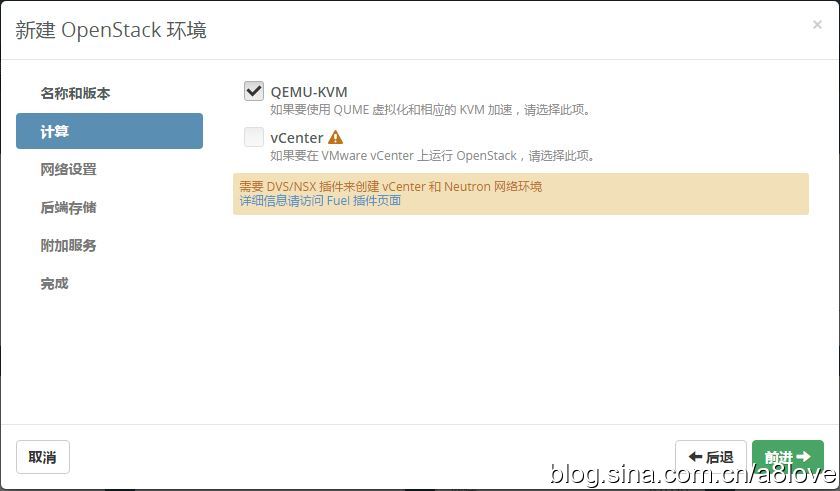 新建 OpenStack 环境
×
名称和版本
计算
网络设置
后端存储
附加服务
完成
QEMU-KVM
如果要使用 QUME 虚拟化和相应的 KVM 加速，请选择此项。
vCenter
如果要在 VMware vCenter 上运行 OpenStack，请选择此项。
需要 DVS/NSX 插件来创建 vCenter 和 Neutron 网络环境
详细信息请访问 Fuel 插件页面
取消
后退
前进
blog.sina.com.cn/a8love